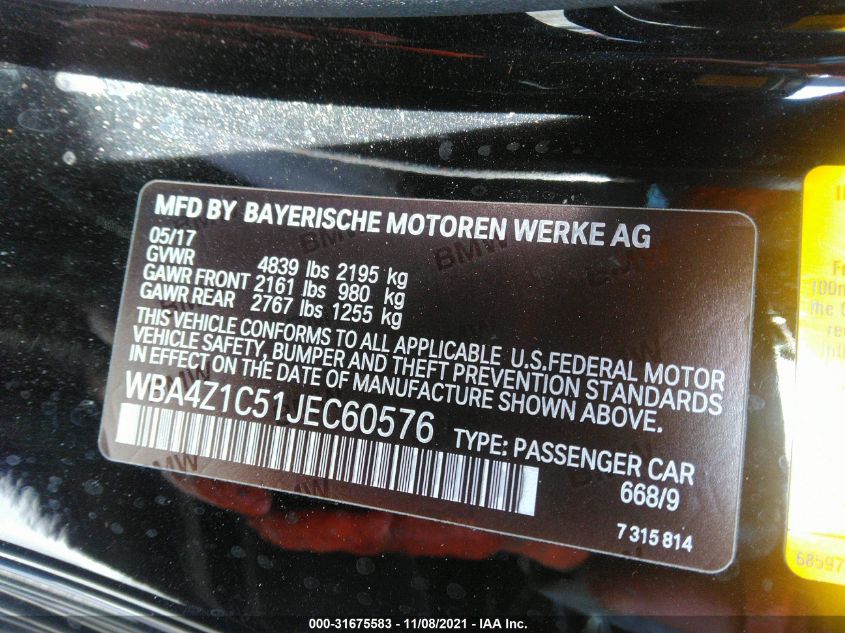 MFD BY BAYERISCHE MOTOREN WERKE AG
05/17
GVWR 4839 lbs 2195 kg
GAWR FRONT 2161 lbs 980 kg
GAWR REAR 2767 lbs 1255 kg
THIS VEHICLE CONFORMS TO ALL APPLICABLE U.S.FEDERAL MOTOR
VEHICLE SAFETY, BUMPER AND THEFT PREVENTION STANDARDS
IN EFFECT ON THE DATE OF MANUFACTURE SHOWN ABOVE.
WBA4Z1C51JEC60576 TYPE: PASSENGER CAR
668/9
7 315 814
BMW
the
68597
000-31675583 - 11/08/2021 - IAA Inc.